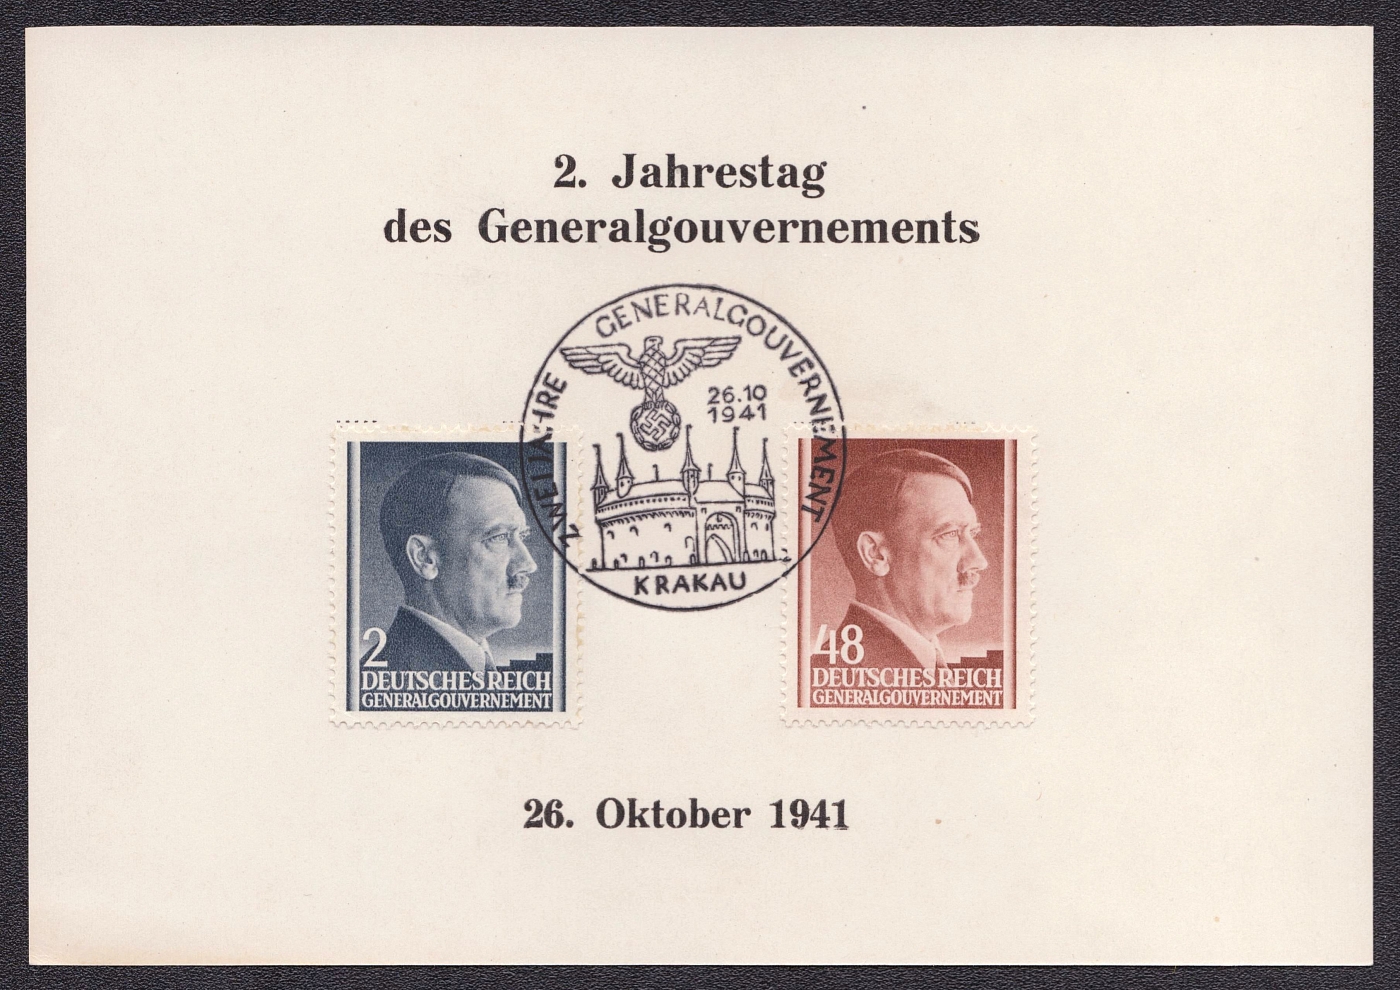 2. Jahrestag
des Generalgouvernements
ZWEI JAHRE GENERALGOUVERNEMENT
26.10
1941
KRAKAU
2
DEUTSCHES REICH
GENERALGOUVERNEMENT
48
DEUTSCHES REICH
GENERALGOUVERNEMENT
26. Oktober 1941